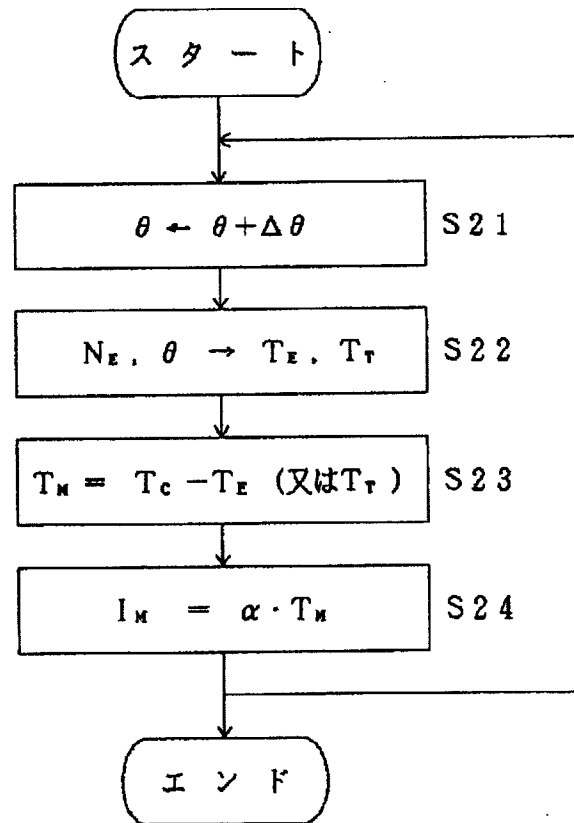 スタート
θ ← θ+Δθ S21
N_E, θ → T_E, T_T S22
T_M = T_C −T_E (又はT_T) S23
I_M = α・T_M S24
エンド